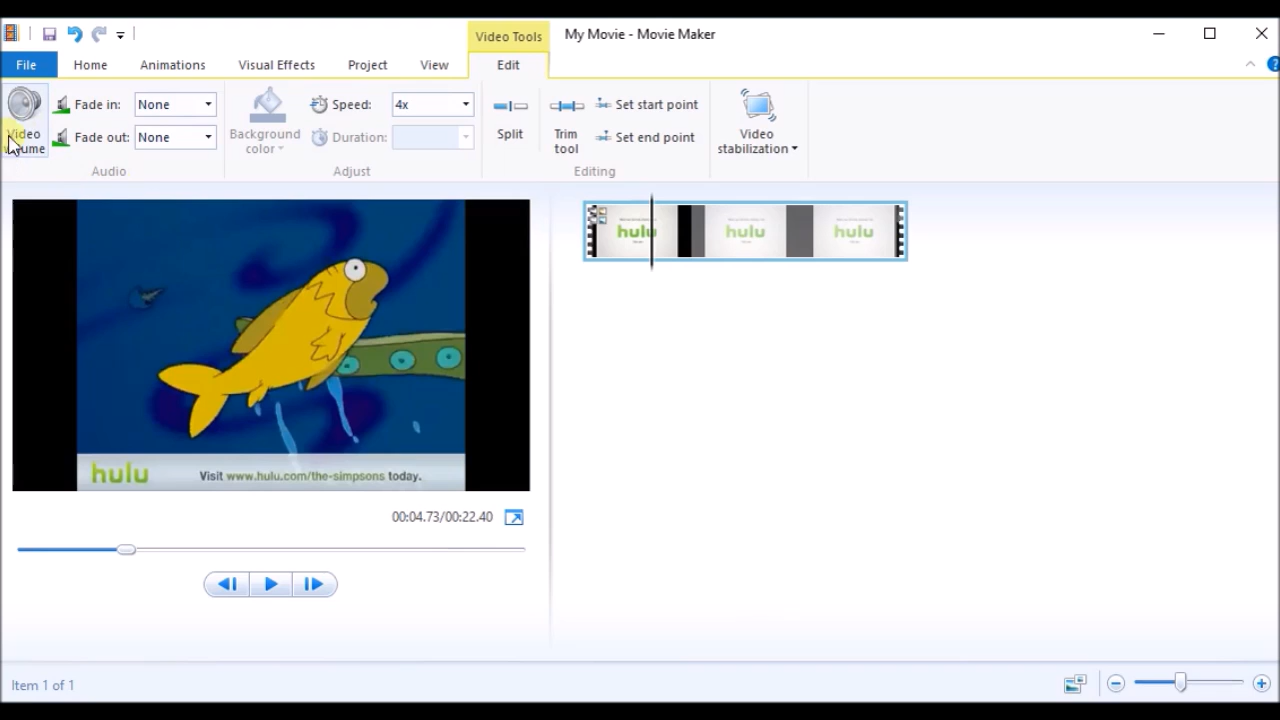 Video Tools
My Movie - Movie Maker
File
Home
Animations
Visual Effects
Project
View
Edit
Video
volume
Fade in:
None
Fade out:
None
Audio
Background
color
Speed:
4x
Duration:
Adjust
Split
Trim
tool
Set start point
Set end point
Editing
Video
stabilization
hulu
hulu
hulu
hulu
Visit www.hulu.com/the-simpsons today.
00:04.73/00:22.40
Item 1 of 1